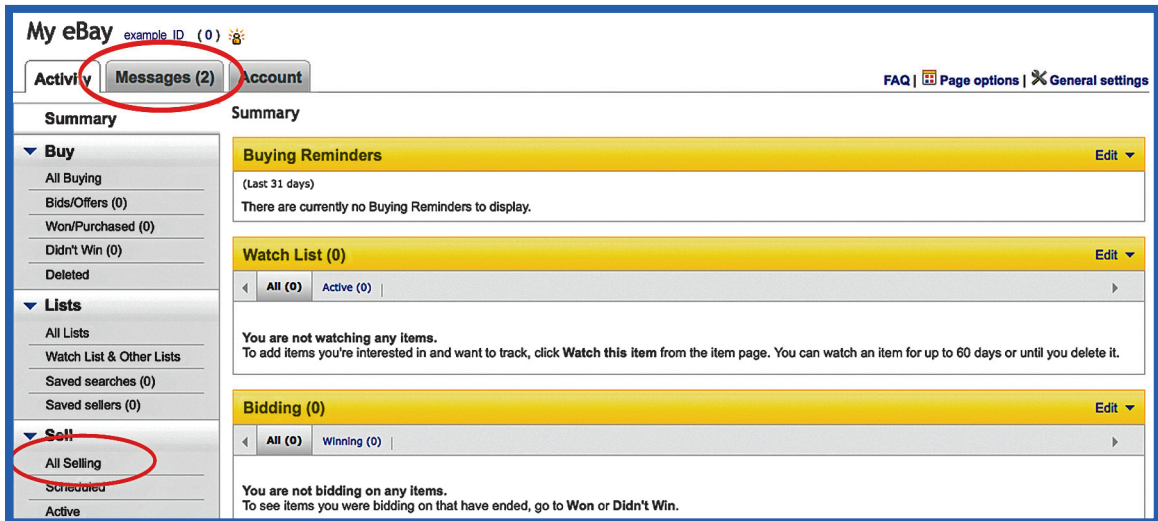 My eBay example_ID (0)
Activity Messages (2) Account
FAQ | Page options | General settings
Summary
Buy
All Buying
Bids/Offers (0)
Won/Purchased (0)
Didn't Win (0)
Deleted
Lists
All Lists
Watch List & Other Lists
Saved searches (0)
Saved sellers (0)
Sell
All Selling
Scheduled
Active
Summary
Buying Reminders Edit
(Last 31 days)
There are currently no Buying Reminders to display.
Watch List (0) Edit
All (0) Active (0) |
You are not watching any items.
To add items you're interested in and want to track, click Watch this item from the item page. You can watch an item for up to 60 days or until you delete it.
Bidding (0) Edit
All (0) Winning (0) |
You are not bidding on any items.
To see items you were bidding on that have ended, go to Won or Didn't Win.